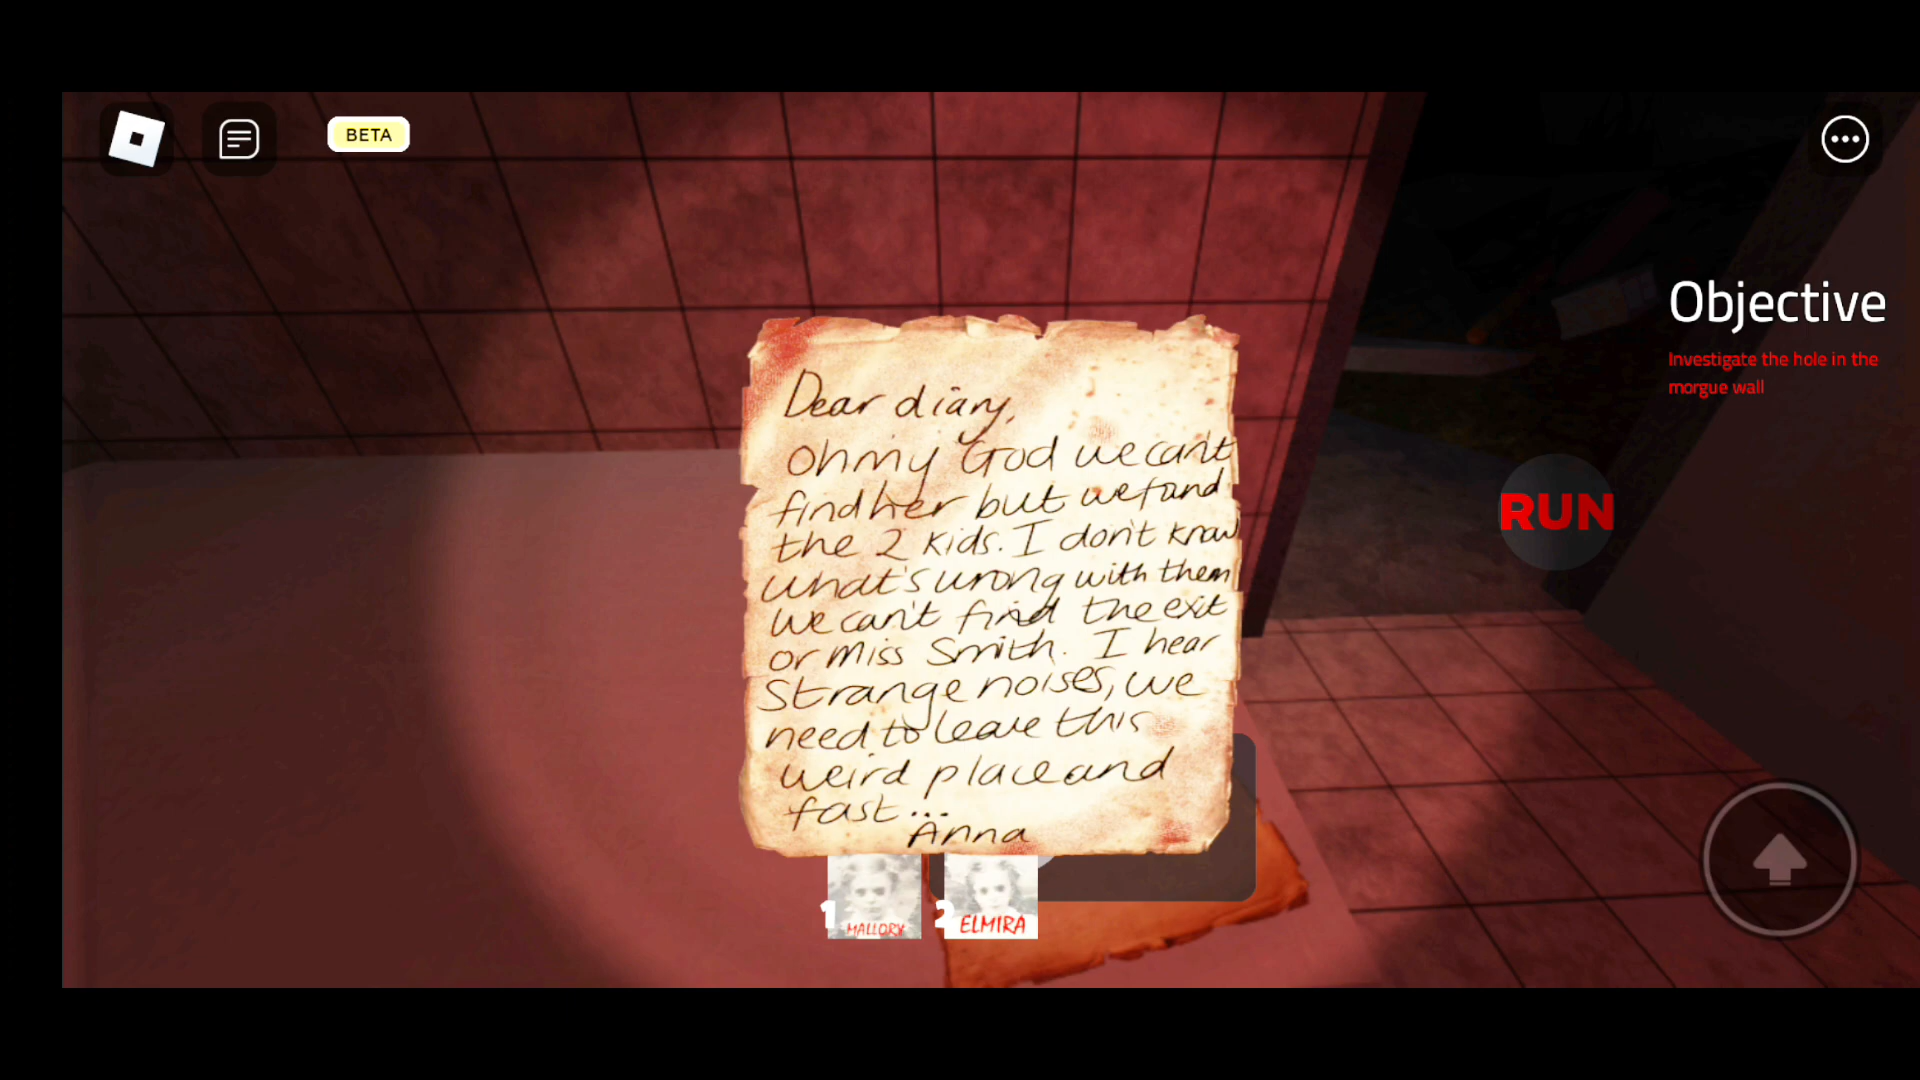 BETA
Objective
Investigate the hole in the
morgue wall
RUN
Dear diary,
oh my God we can't
find her but we fond
the 2 kids. I don't know
what's wrong with them
we can't find the exit
or Miss Smith. I hear
strange noises, we
need to leave this
weird place and
fast...
Anna
1 MALLORY
2 ELMIRA